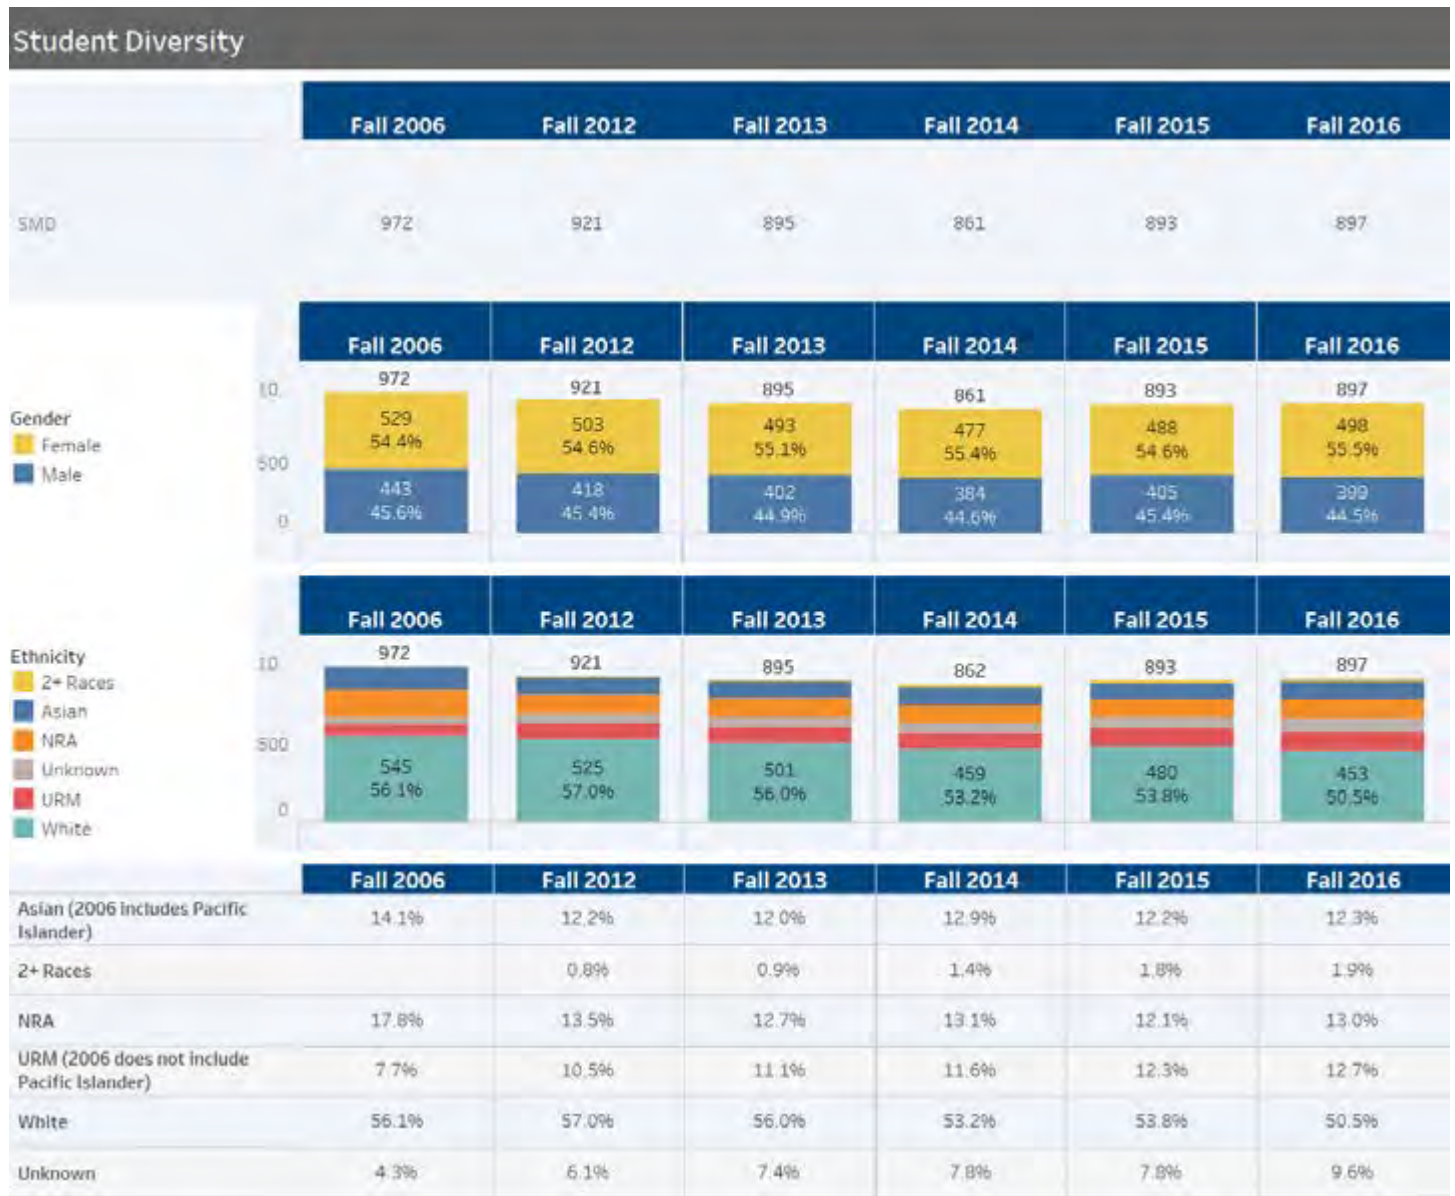 Student Diversity
Fall 2006 Fall 2012 Fall 2013 Fall 2014 Fall 2015 Fall 2016
SMD 972 921 895 861 893 897
Fall 2006 Fall 2012 Fall 2013 Fall 2014 Fall 2015 Fall 2016
Gender
Female
Male
10
500
0
972 921 895 861 893 897
529 503 493 477 488 498
54.4% 54.6% 55.1% 55.4% 54.6% 55.5%
443 418 402 384 405 399
45.6% 45.4% 44.9% 44.6% 45.4% 44.5%
Fall 2006 Fall 2012 Fall 2013 Fall 2014 Fall 2015 Fall 2016
Ethnicity
2+ Races
Asian
NRA
Unknown
URM
White
10
500
0
972 921 895 862 893 897
545 525 501 459 480 453
56.1% 57.0% 56.0% 53.2% 53.8% 50.5%
Fall 2006 Fall 2012 Fall 2013 Fall 2014 Fall 2015 Fall 2016
Asian (2006 includes Pacific
Islander) 14.1% 12.2% 12.0% 12.9% 12.2% 12.3%
2+ Races 0.8% 0.9% 1.4% 1.8% 1.9%
NRA 17.8% 13.5% 12.7% 13.1% 12.1% 13.0%
URM (2006 does not include
Pacific Islander) 7.7% 10.5% 11.1% 11.6% 12.3% 12.7%
White 56.1% 57.0% 56.0% 53.2% 53.8% 50.5%
Unknown 4.3% 6.1% 7.4% 7.8% 7.8% 9.6%